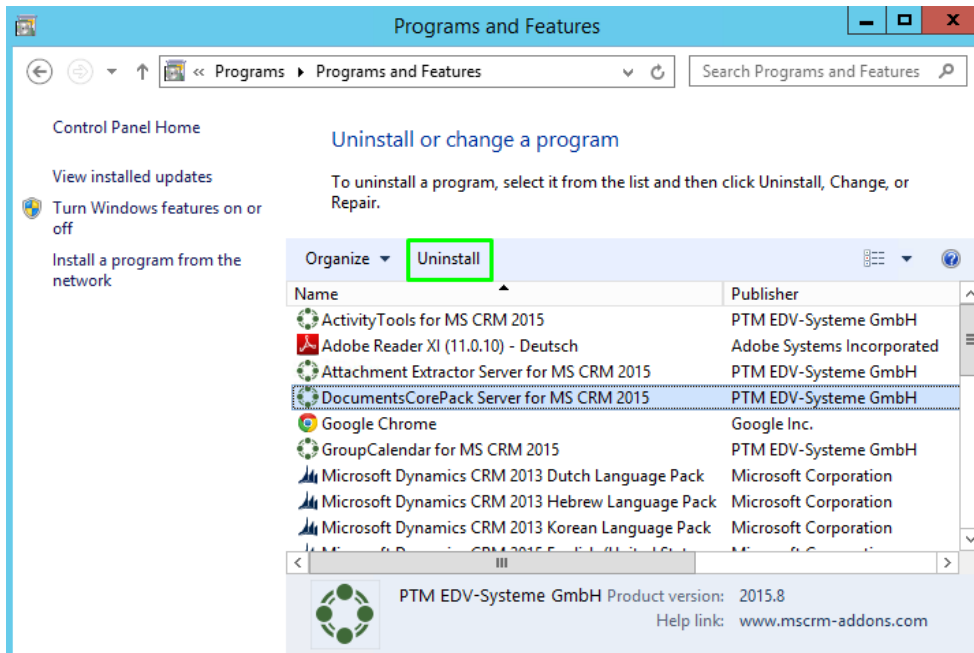 Programs and Features
« Programs Programs and Features Search Programs and Features
Control Panel Home
View installed updates
Turn Windows features on or
off
Install a program from the
network
Uninstall or change a program
To uninstall a program, select it from the list and then click Uninstall, Change, or
Repair.
Organize Uninstall
Name Publisher
ActivityTools for MS CRM 2015 PTM EDV-Systeme GmbH
Adobe Reader XI (11.0.10) - Deutsch Adobe Systems Incorporated
Attachment Extractor Server for MS CRM 2015 PTM EDV-Systeme GmbH
DocumentsCorePack Server for MS CRM 2015 PTM EDV-Systeme GmbH
Google Chrome Google Inc.
GroupCalendar for MS CRM 2015 PTM EDV-Systeme GmbH
Microsoft Dynamics CRM 2013 Dutch Language Pack Microsoft Corporation
Microsoft Dynamics CRM 2013 Hebrew Language Pack Microsoft Corporation
Microsoft Dynamics CRM 2013 Korean Language Pack Microsoft Corporation
PTM EDV-Systeme GmbH Product version: 2015.8
Help link: www.mscrm-addons.com